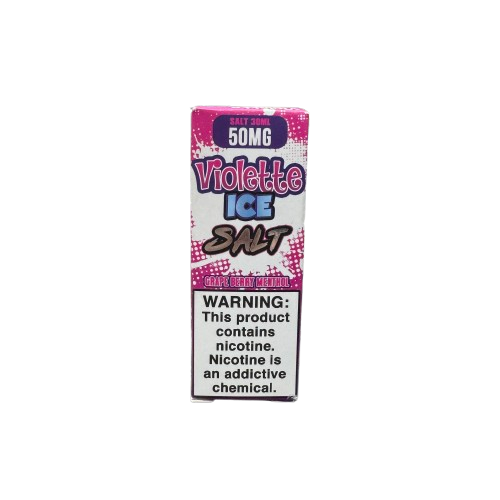 SALT 30ML
50MG
Violette
ICE
SALT
GRAPE BERRY MENTHOL
WARNING:
This product
contains
nicotine.
Nicotine is
an addictive
chemical.